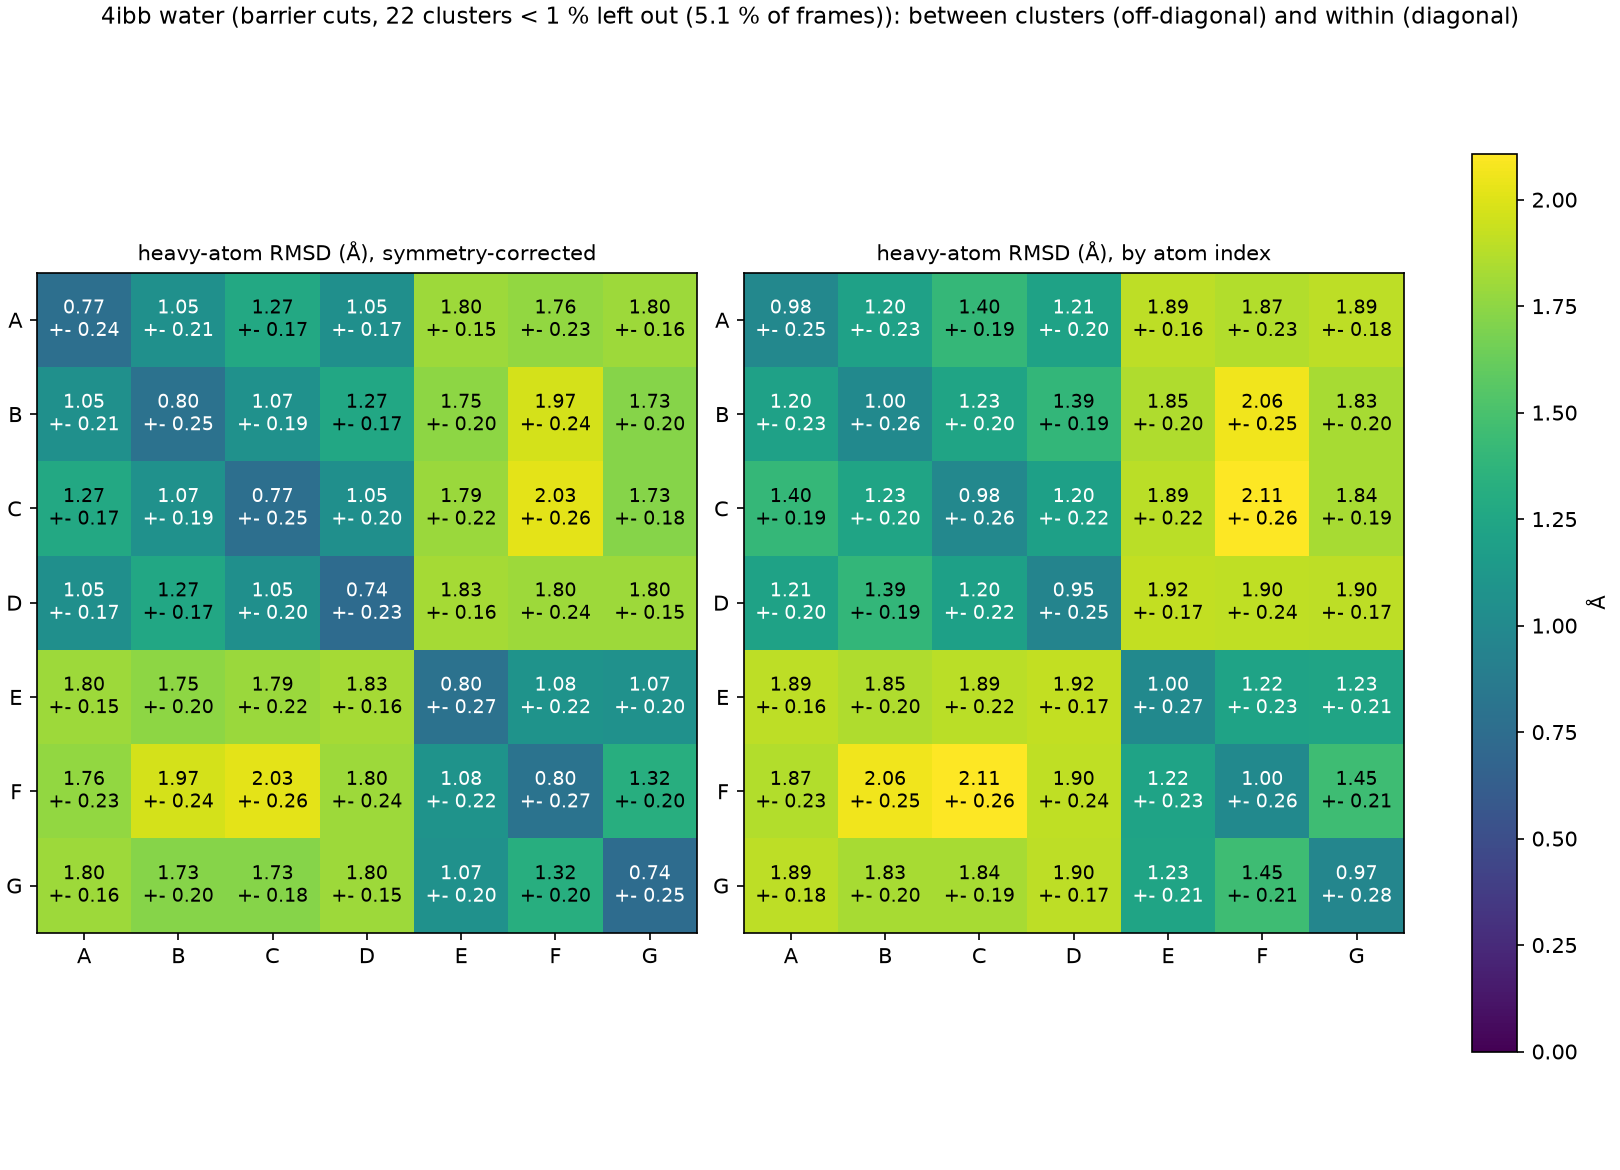 4ibb water (barrier cuts, 22 clusters < 1 % left out (5.1 % of frames)): between clusters (off-diagonal) and within (diagonal)
heavy-atom RMSD (Å), symmetry-corrected
A 0.77 1.05 1.27 1.05 1.80 1.76 1.80
+- 0.24 +- 0.21 +- 0.17 +- 0.17 +- 0.15 +- 0.23 +- 0.16
B 1.05 0.80 1.07 1.27 1.75 1.97 1.73
+- 0.21 +- 0.25 +- 0.19 +- 0.17 +- 0.20 +- 0.24 +- 0.20
C 1.27 1.07 0.77 1.05 1.79 2.03 1.73
+- 0.17 +- 0.19 +- 0.25 +- 0.20 +- 0.22 +- 0.26 +- 0.18
D 1.05 1.27 1.05 0.74 1.83 1.80 1.80
+- 0.17 +- 0.17 +- 0.20 +- 0.23 +- 0.16 +- 0.24 +- 0.15
E 1.80 1.75 1.79 1.83 0.80 1.08 1.07
+- 0.15 +- 0.20 +- 0.22 +- 0.16 +- 0.27 +- 0.22 +- 0.20
F 1.76 1.97 2.03 1.80 1.08 0.80 1.32
+- 0.23 +- 0.24 +- 0.26 +- 0.24 +- 0.22 +- 0.27 +- 0.20
G 1.80 1.73 1.73 1.80 1.07 1.32 0.74
+- 0.16 +- 0.20 +- 0.18 +- 0.15 +- 0.20 +- 0.20 +- 0.25
A B C D E F G
heavy-atom RMSD (Å), by atom index
A 0.98 1.20 1.40 1.21 1.89 1.87 1.89
+- 0.25 +- 0.23 +- 0.19 +- 0.20 +- 0.16 +- 0.23 +- 0.18
B 1.20 1.00 1.23 1.39 1.85 2.06 1.83
+- 0.23 +- 0.26 +- 0.20 +- 0.19 +- 0.20 +- 0.25 +- 0.20
C 1.40 1.23 0.98 1.20 1.89 2.11 1.84
+- 0.19 +- 0.20 +- 0.26 +- 0.22 +- 0.22 +- 0.26 +- 0.19
D 1.21 1.39 1.20 0.95 1.92 1.90 1.90
+- 0.20 +- 0.19 +- 0.22 +- 0.25 +- 0.17 +- 0.24 +- 0.17
E 1.89 1.85 1.89 1.92 1.00 1.22 1.23
+- 0.16 +- 0.20 +- 0.22 +- 0.17 +- 0.27 +- 0.23 +- 0.21
F 1.87 2.06 2.11 1.90 1.22 1.00 1.45
+- 0.23 +- 0.25 +- 0.26 +- 0.24 +- 0.23 +- 0.26 +- 0.21
G 1.89 1.83 1.84 1.90 1.23 1.45 0.97
+- 0.18 +- 0.20 +- 0.19 +- 0.17 +- 0.21 +- 0.21 +- 0.28
A B C D E F G
2.00
1.75
1.50
1.25
1.00
0.75
0.50
0.25
0.00
Å